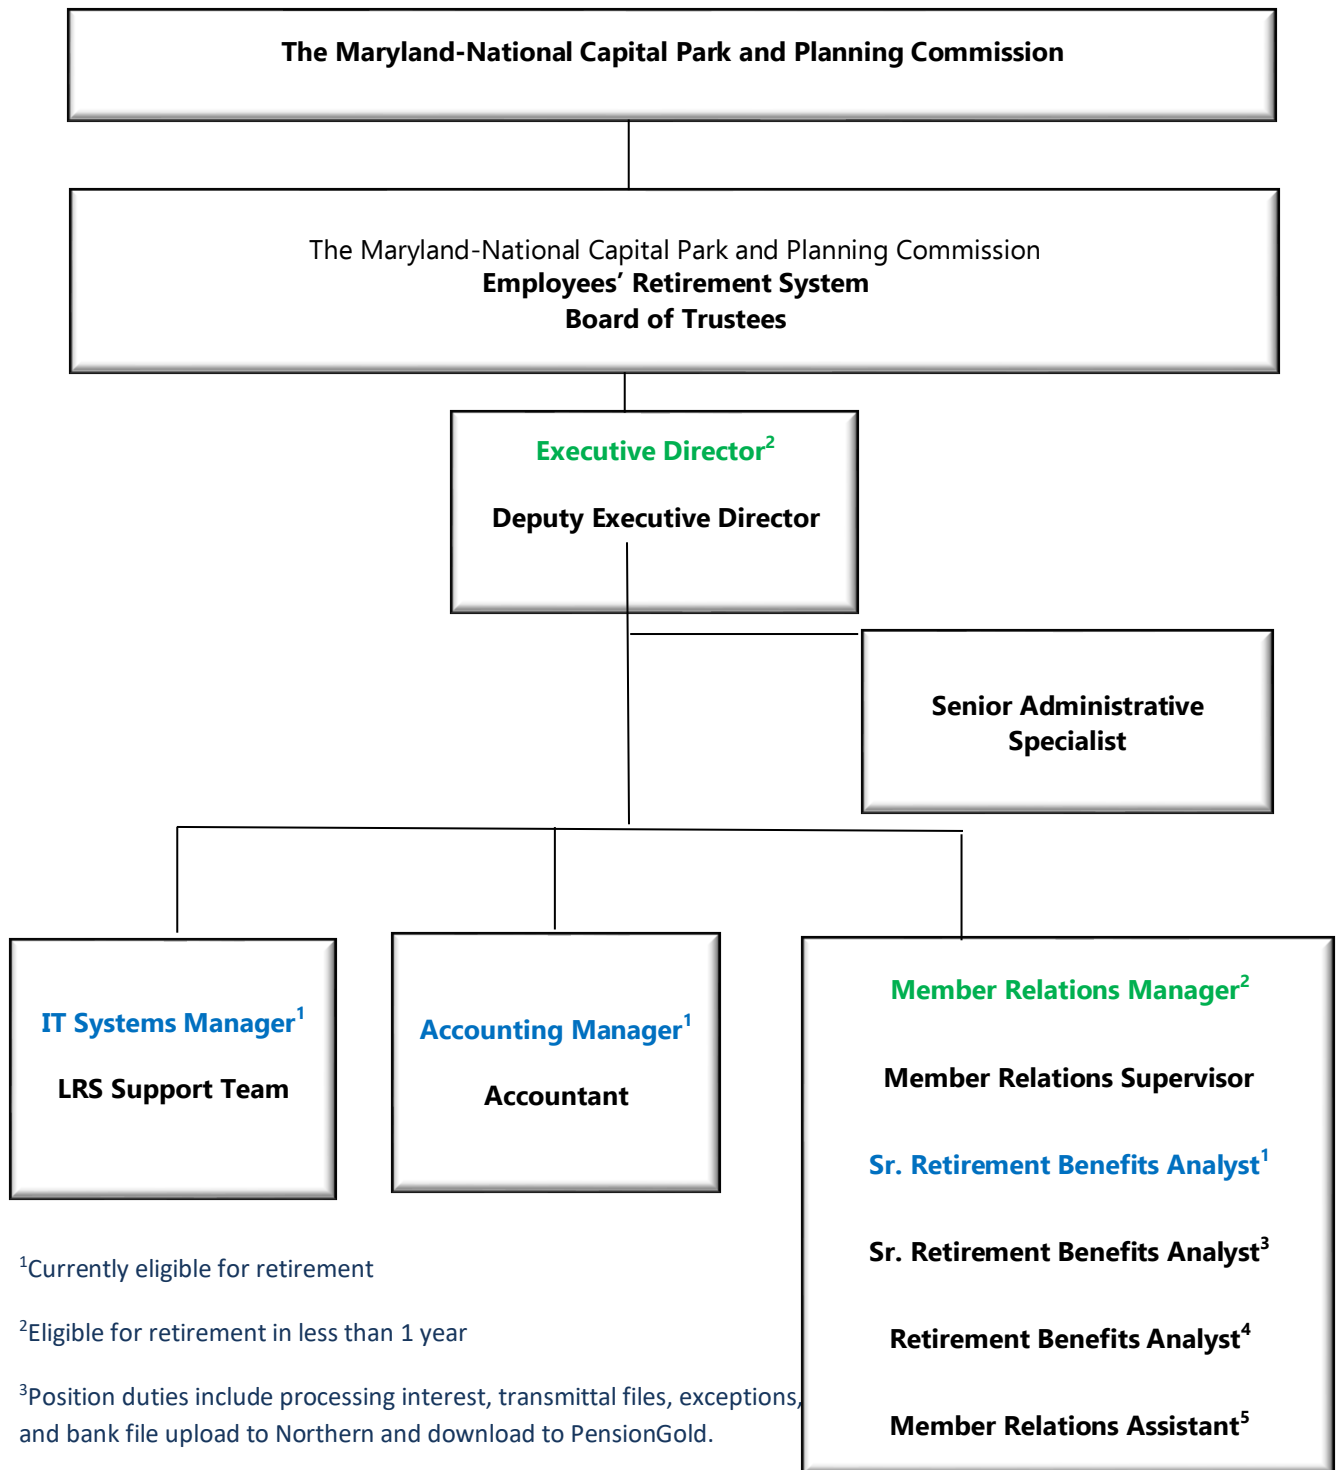 The Maryland-National Capital Park and Planning Commission
The Maryland-National Capital Park and Planning Commission
Employees’ Retirement System
Board of Trustees
Executive Director²
Deputy Executive Director
Senior Administrative
Specialist
IT Systems Manager¹
LRS Support Team
Accounting Manager¹
Accountant
Member Relations Manager²
Member Relations Supervisor
Sr. Retirement Benefits Analyst¹
Sr. Retirement Benefits Analyst³
Retirement Benefits Analyst⁴
Member Relations Assistant⁵
¹Currently eligible for retirement
²Eligible for retirement in less than 1 year
³Position duties include processing interest, transmittal files, exceptions,
and bank file upload to Northern and download to PensionGold.